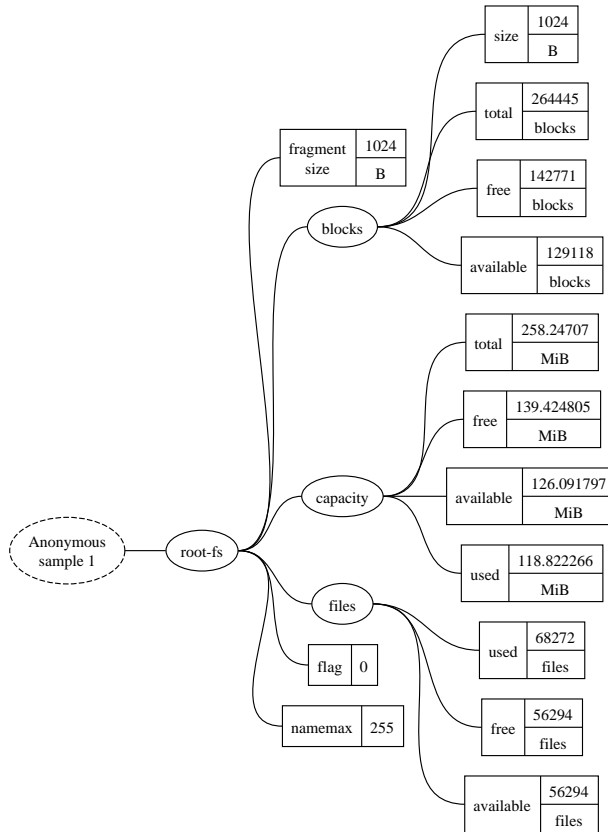 Anonymous
sample 1
root-fs
fragment
size
1024
B
blocks
size
1024
B
total
264445
blocks
free
142771
blocks
available
129118
blocks
capacity
total
258.24707
MiB
free
139.424805
MiB
available
126.091797
MiB
used
118.822266
MiB
files
used
68272
files
free
56294
files
available
56294
files
flag
0
namemax
255